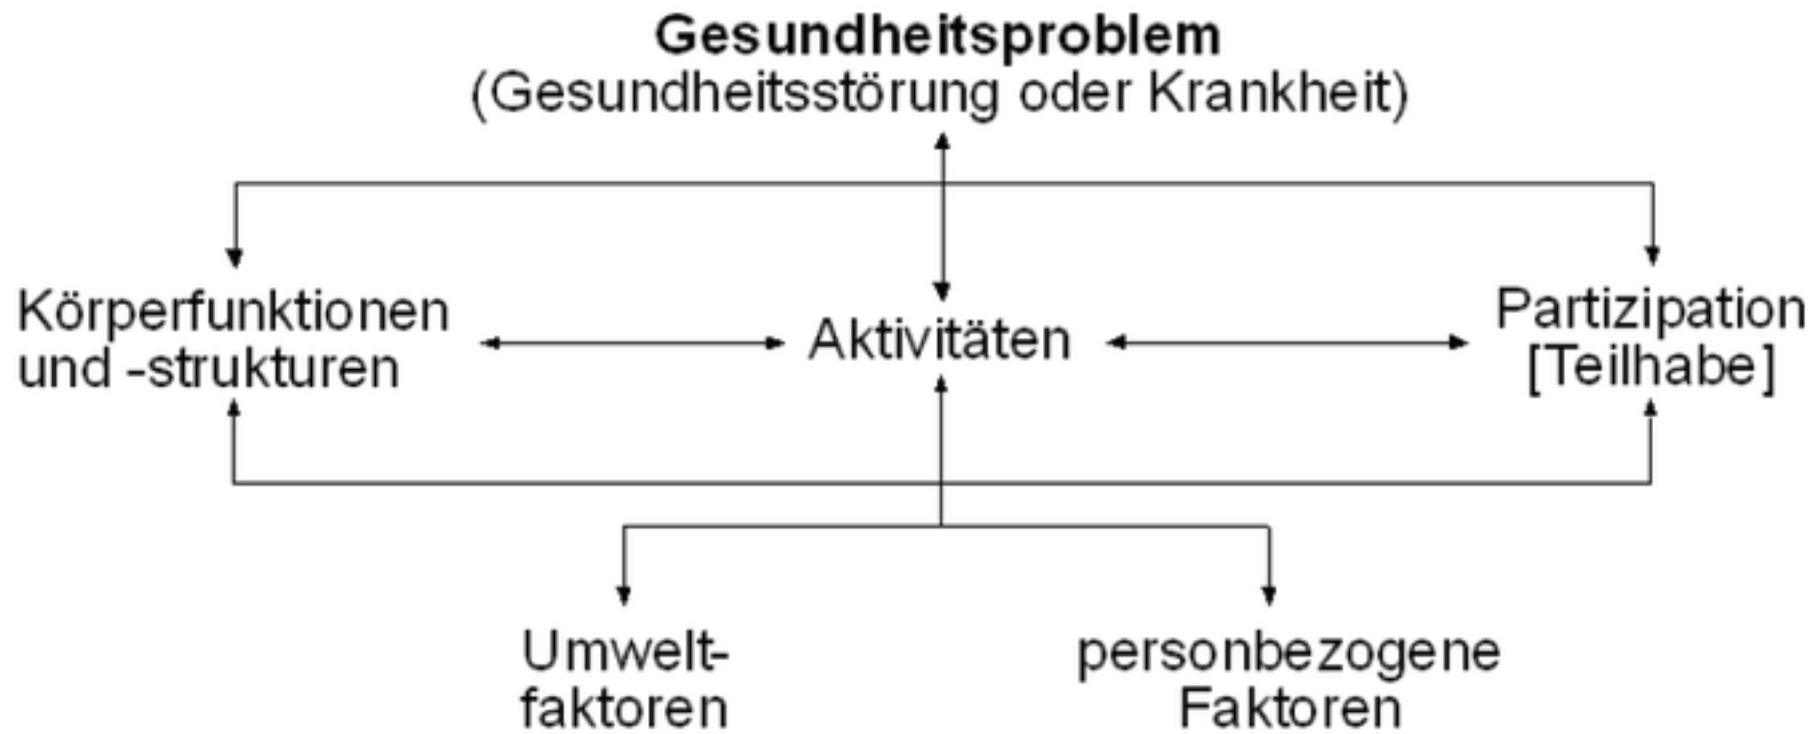 Gesundheitsproblem
(Gesundheitsstörung oder Krankheit)
Körperfunktionen
und -strukturen
Aktivitäten
Partizipation
[Teilhabe]
Umwelt-
faktoren
personbezogene
Faktoren